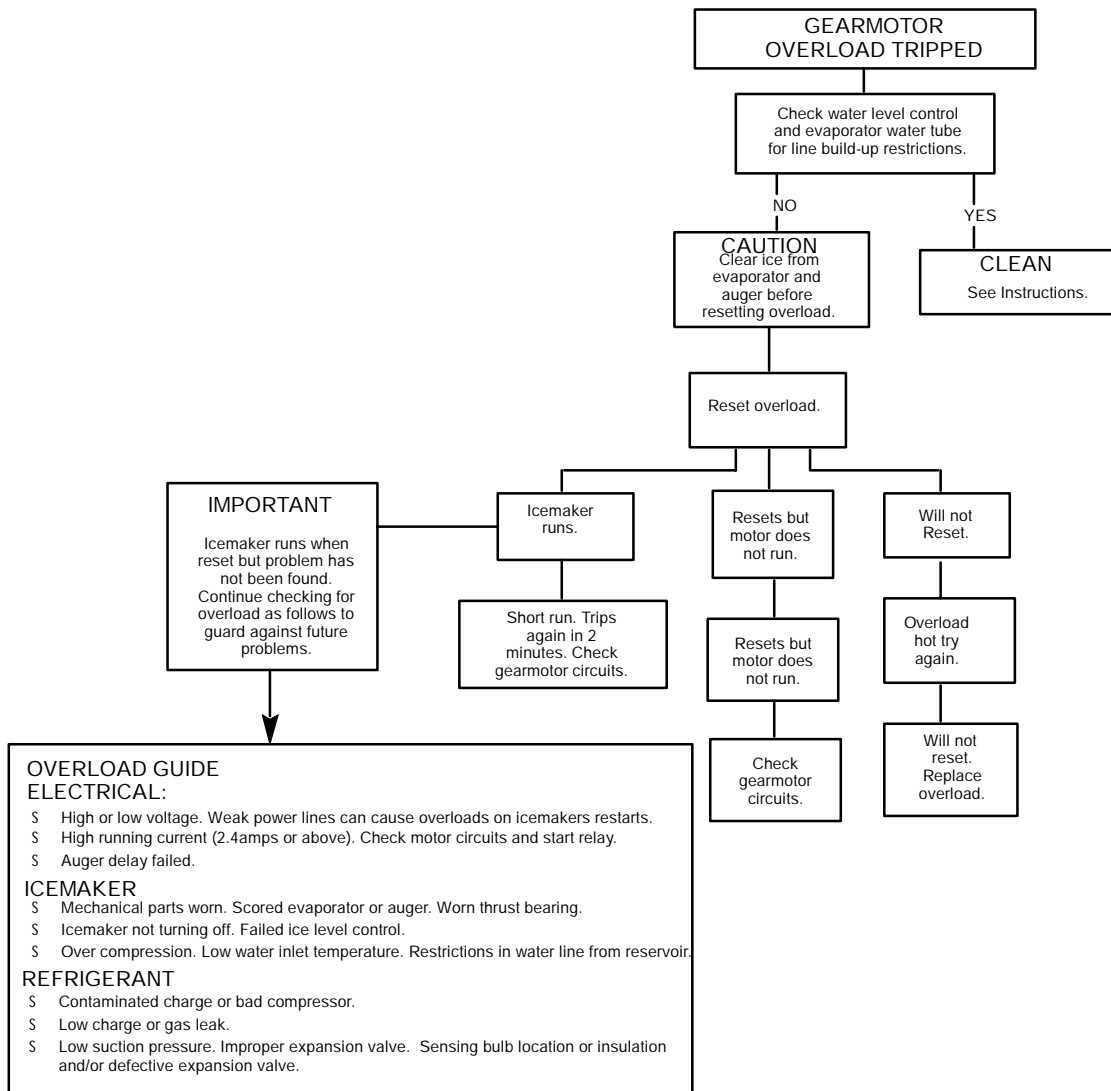 GEARMOTOR
OVERLOAD TRIPPED
Check water level control
and evaporator water tube
for line build-up restrictions.
NO
YES
CAUTION
Clear ice from
evaporator and
auger before
resetting overload.
CLEAN
See Instructions.
Reset overload.
IMPORTANT
Icemaker runs when
reset but problem has
not been found.
Continue checking for
overload as follows to
guard against future
problems.
Icemaker
runs.
Resets but
motor does
not run.
Will not
Reset.
Short run. Trips
again in 2
minutes. Check
gearmotor circuits.
Resets but
motor does
not run.
Overload
hot try
again.
Check
gearmotor
circuits.
Will not
reset.
Replace
overload.
OVERLOAD GUIDE
ELECTRICAL:
S High or low voltage. Weak power lines can cause overloads on icemakers restarts.
S High running current (2.4amps or above). Check motor circuits and start relay.
S Auger delay failed.
ICEMAKER
S Mechanical parts worn. Scored evaporator or auger. Worn thrust bearing.
S Icemaker not turning off. Failed ice level control.
S Over compression. Low water inlet temperature. Restrictions in water line from reservoir.
REFRIGERANT
S Contaminated charge or bad compressor.
S Low charge or gas leak.
S Low suction pressure. Improper expansion valve. Sensing bulb location or insulation
and/or defective expansion valve.